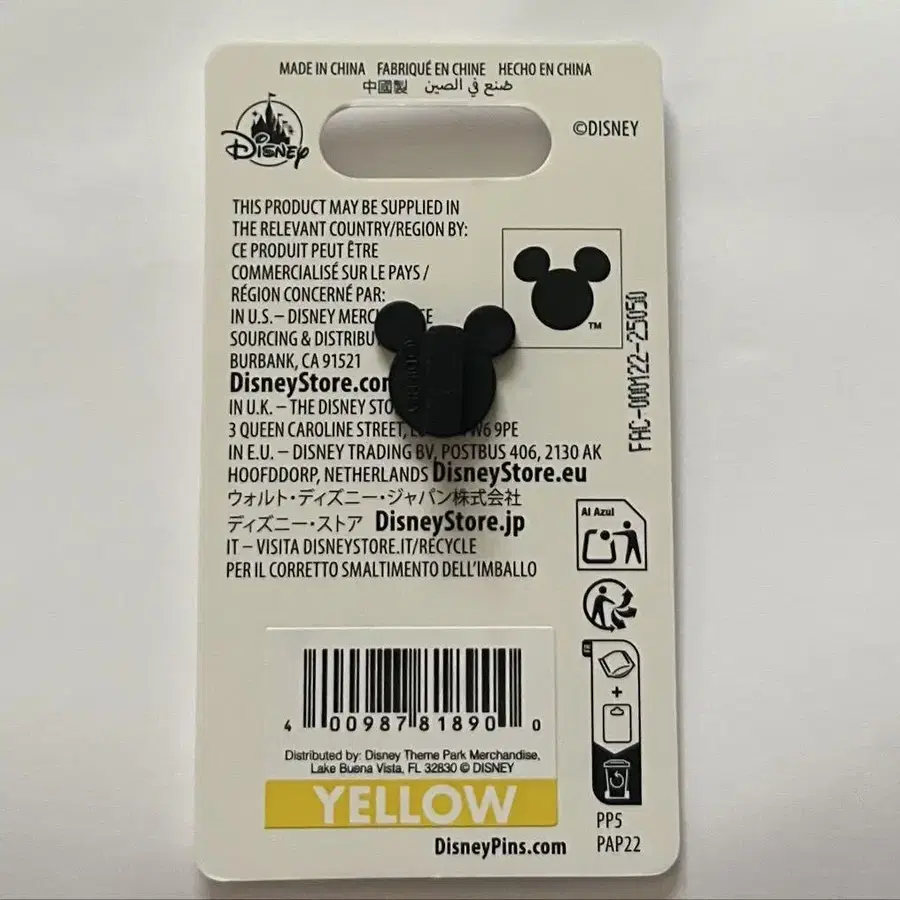 MADE IN CHINA FABRIQUÉ EN CHINE HECHO EN CHINA
中國製 صنع في الصين
©DISNEY
DISNEY
THIS PRODUCT MAY BE SUPPLIED IN
THE RELEVANT COUNTRY/REGION BY:
CE PRODUIT PEUT ÊTRE
COMMERCIALISÉ SUR LE PAYS /
RÉGION CONCERNÉ PAR:
IN U.S. – DISNEY
SOURCING &
BURBANK, CA 91521
IN U.K. – THE DISNEY
3 QUEEN CAROLINE STREET, W6 9PE
IN E.U. – DISNEY TRADING BV, POSTBUS 406, 2130 AK
HOOFDDORP, NETHERLANDS DisneyStore.eu
ウォルト・ディズニー・ジャパン株式会社
ディズニー・ストア DisneyStore.jp
IT – VISITA DISNEYSTORE.IT/RECYCLE
PER IL CORRETTO SMALTIMENTO DELL'IMBALLO
TM
FAC-000122-25050
Al Azul
+
4 00987 81890 0
Distributed by: Disney Theme Park Merchandise,
Lake Buena Vista, FL 32830 © DISNEY
YELLOW
DisneyPins.com
PP5
PAP22